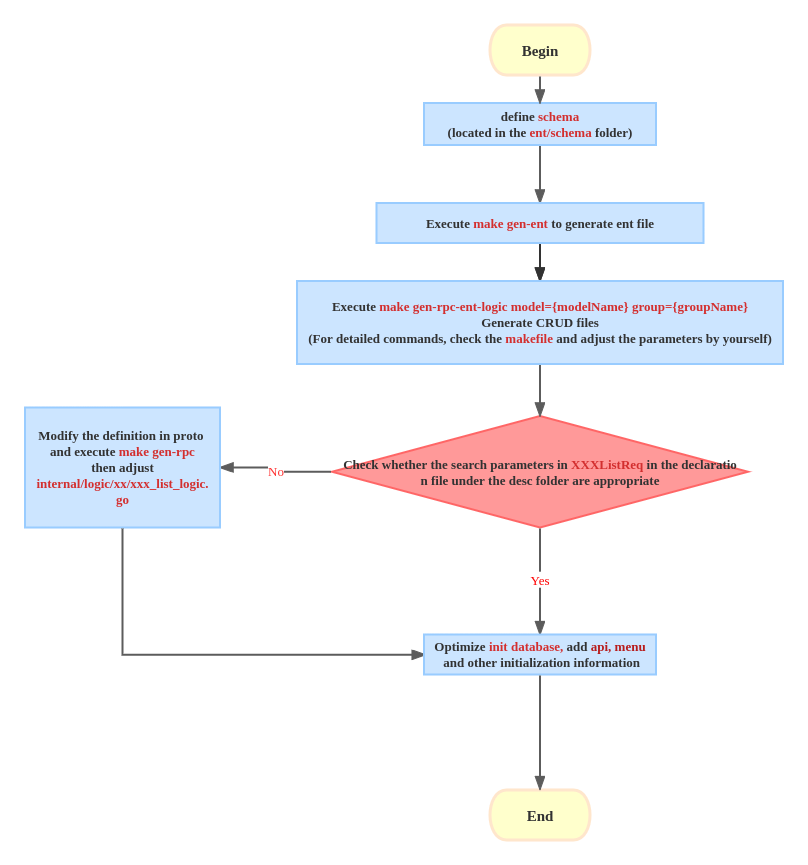 Begin
define schema
(located in the ent/schema folder)
Execute make gen-ent to generate ent file
Execute make gen-rpc-ent-logic model={modelName} group={groupName}
Generate CRUD files
(For detailed commands, check the makefile and adjust the parameters by yourself)
Check whether the search parameters in XXXListReq in the declaratio
n file under the desc folder are appropriate
No
Modify the definition in proto
and execute make gen-rpc
then adjust
internal/logic/xx/xxx_list_logic.
go
Yes
Optimize init database, add api, menu
and other initialization information
End